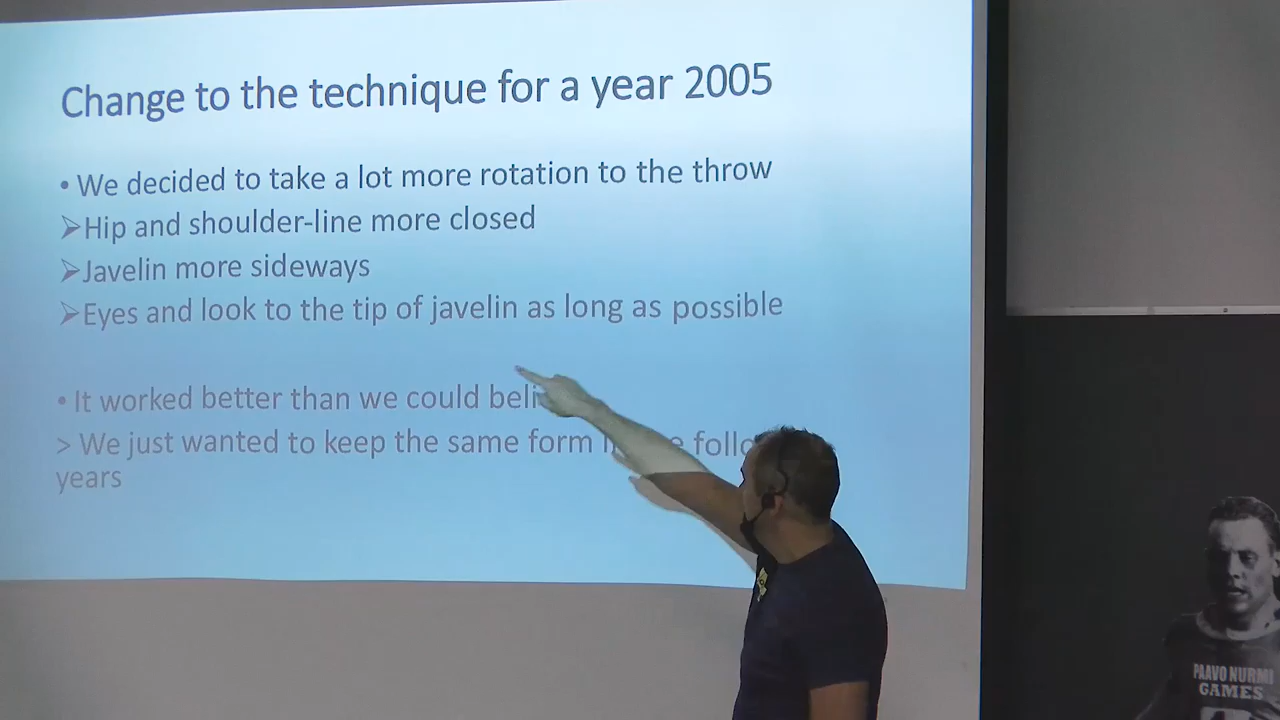 Change to the technique for a year 2005
• We decided to take a lot more rotation to the throw
➢Hip and shoulder-line more closed
➢Javelin more sideways
➢Eyes and look to the tip of javelin as long as possible
• It worked better than we could
> We just wanted to keep the same form
years
PAAVO NURMI
GAMES